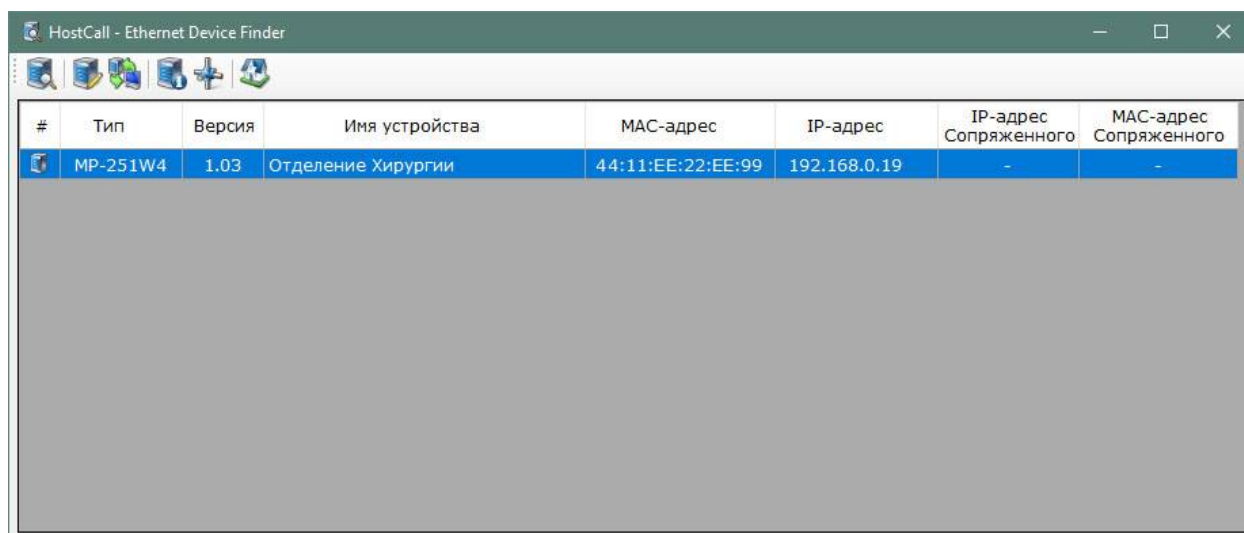 HostCall - Ethernet Device Finder
# Тип Версия Имя устройства MAC-адрес IP-адрес IP-адрес Сопряженного MAC-адрес Сопряженного
MP-251W4 1.03 Отделение Хирургии 44:11:EE:22:EE:99 192.168.0.19 - -